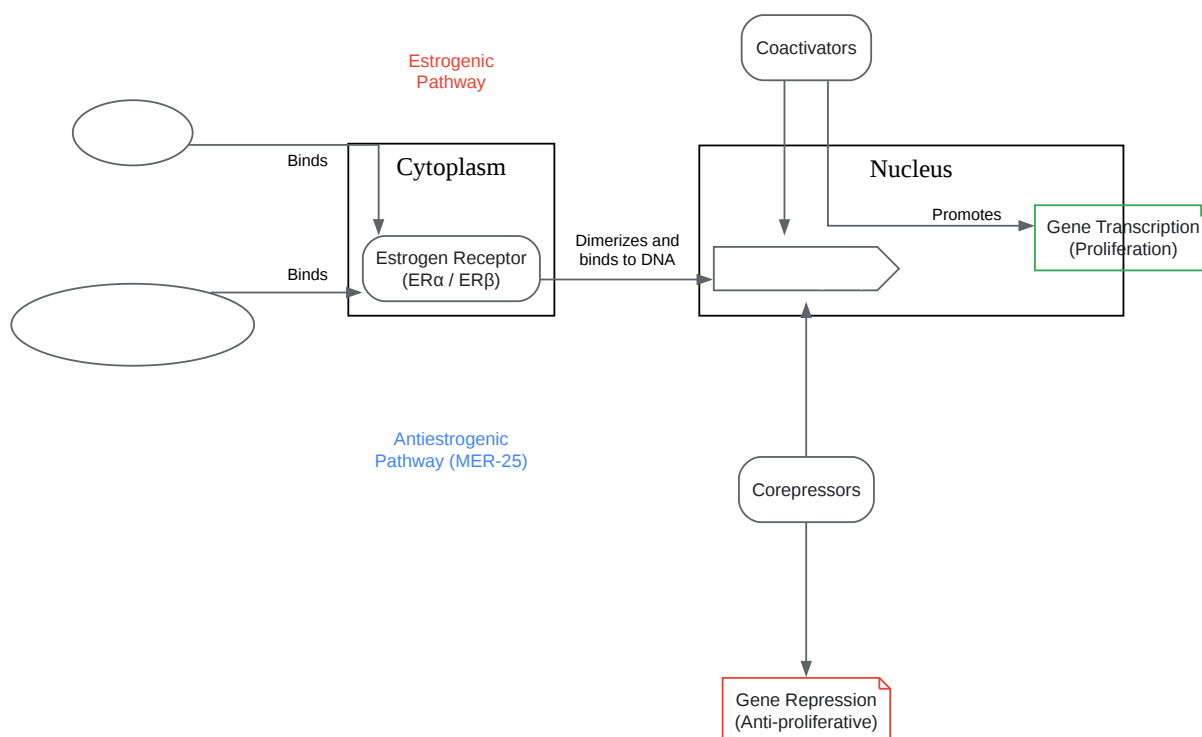 Coactivators
Estrogenic
Pathway
Binds
Cytoplasm
Nucleus
Promotes
Gene Transcription
(Proliferation)
Estrogen Receptor
(ERα / ERβ)
Dimerizes and
binds to DNA
Binds
Antiestrogenic
Pathway (MER-25)
Corepressors
Gene Repression
(Anti-proliferative)